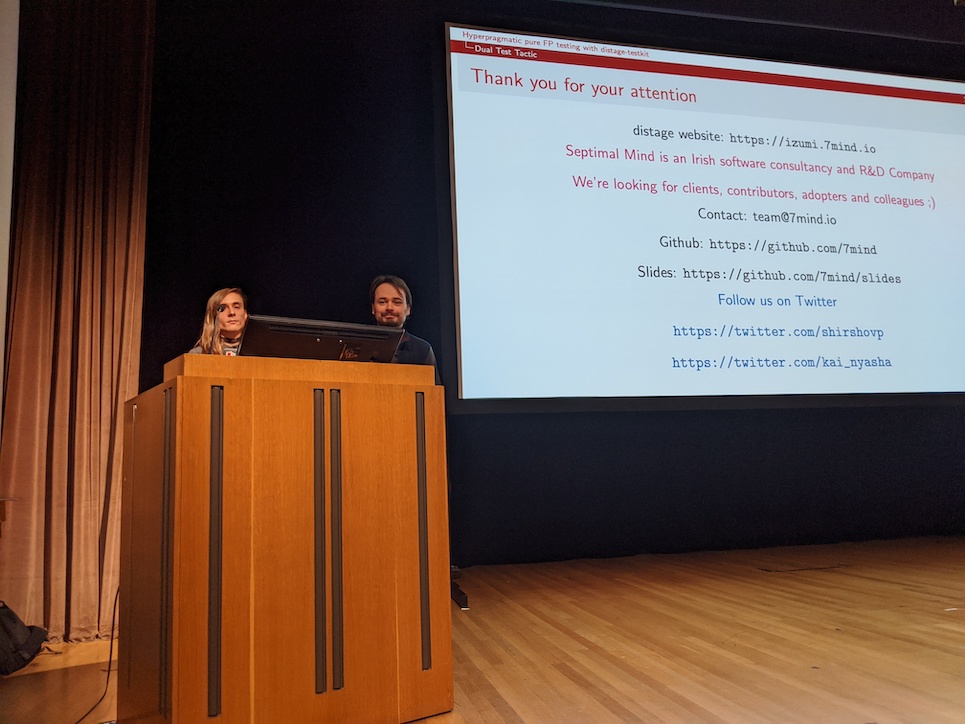 Hyperpragmatic pure FP testing with distage-testkit
Dual Test Tactic
Thank you for your attention
distage website: https://izumi.7mind.io
Septimal Mind is an Irish software consultancy and R&D Company
We're looking for clients, contributors, adopters and colleagues ;)
Contact: team@7mind.io
Github: https://github.com/7mind
Slides: https://github.com/7mind/slides
Follow us on Twitter
https://twitter.com/shirshovp
https://twitter.com/kai_nyasha